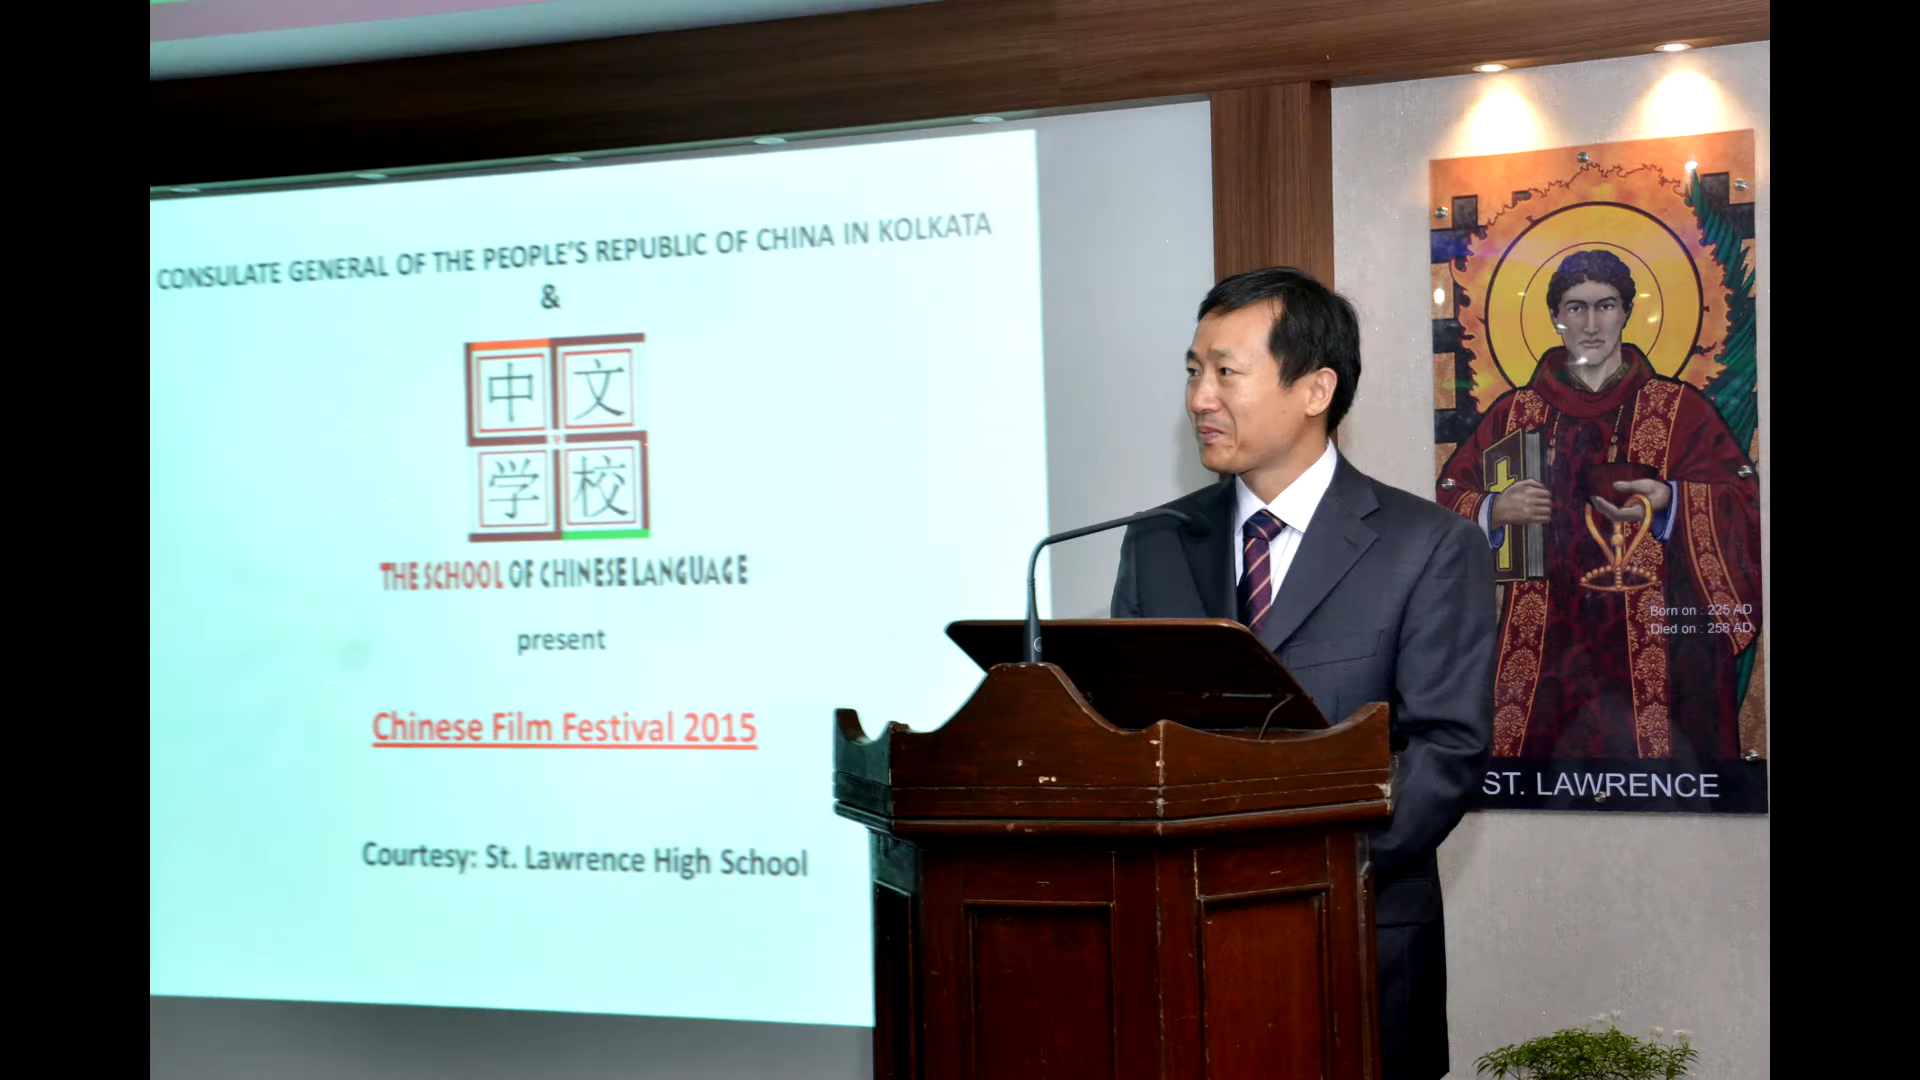 CONSULATE GENERAL OF THE PEOPLE'S REPUBLIC OF CHINA IN KOLKATA
&
中文
学校
THE SCHOOL OF CHINESE LANGUAGE
present
Chinese Film Festival 2015
Courtesy: St. Lawrence High School
Born on : 225 AD
Died on : 258 AD
ST. LAWRENCE